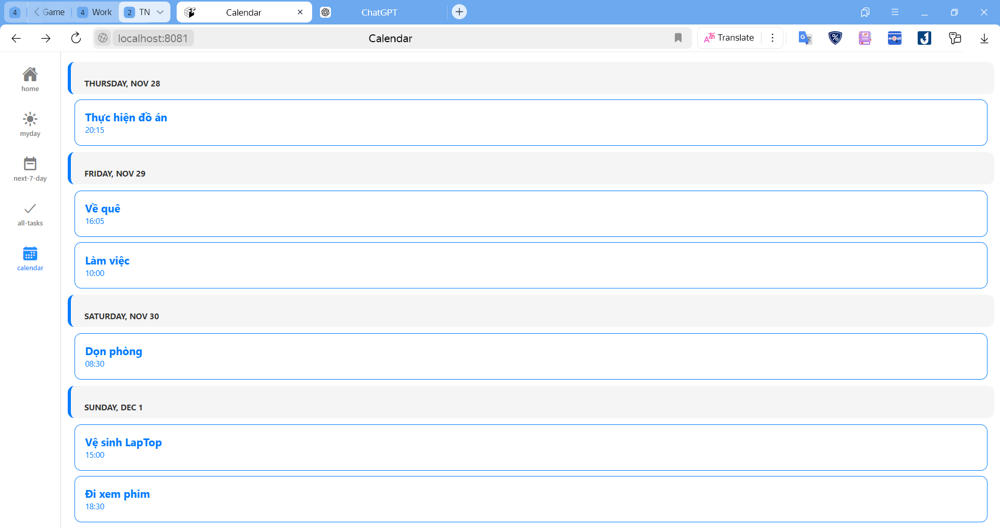 4 Game 4 Work 2 TN Calendar ChatGPT
localhost:8081 Calendar Translate
home
myday
next-7-day
all-tasks
calendar
THURSDAY, NOV 28
Thực hiện đồ án
20:15
FRIDAY, NOV 29
Về quê
16:05
Làm việc
10:00
SATURDAY, NOV 30
Dọn phòng
08:30
SUNDAY, DEC 1
Vệ sinh LapTop
15:00
Đi xem phim
18:30